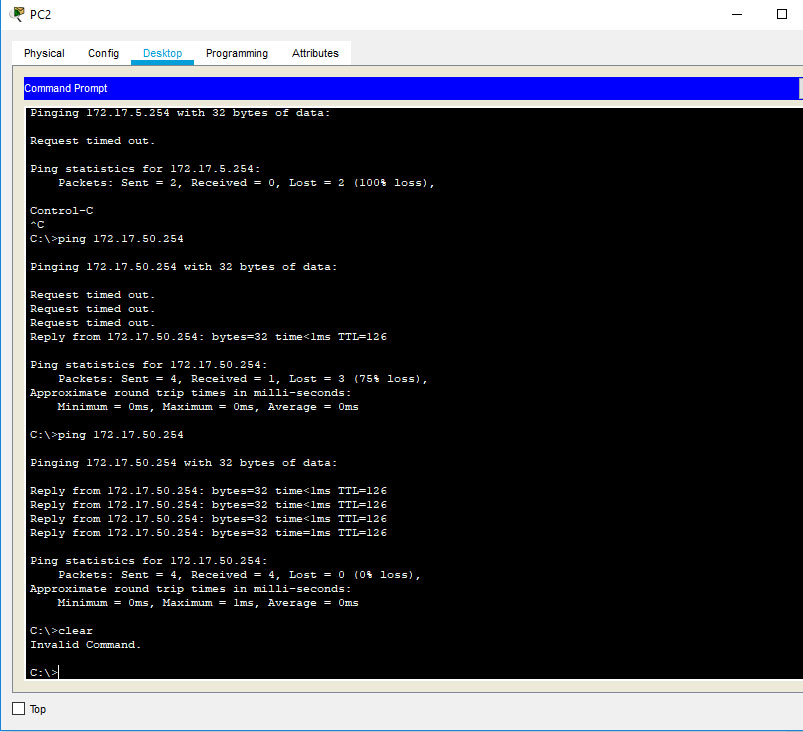 PC2
Physical Config Desktop Programming Attributes
Command Prompt
Pinging 172.17.5.254 with 32 bytes of data:
Request timed out.
Ping statistics for 172.17.5.254:
Packets: Sent = 2, Received = 0, Lost = 2 (100% loss),
Control-C
^C
C:\>ping 172.17.50.254
Pinging 172.17.50.254 with 32 bytes of data:
Request timed out.
Request timed out.
Request timed out.
Reply from 172.17.50.254: bytes=32 time<1ms TTL=126
Ping statistics for 172.17.50.254:
Packets: Sent = 4, Received = 1, Lost = 3 (75% loss),
Approximate round trip times in milli-seconds:
Minimum = 0ms, Maximum = 0ms, Average = 0ms
C:\>ping 172.17.50.254
Pinging 172.17.50.254 with 32 bytes of data:
Reply from 172.17.50.254: bytes=32 time<1ms TTL=126
Reply from 172.17.50.254: bytes=32 time<1ms TTL=126
Reply from 172.17.50.254: bytes=32 time<1ms TTL=126
Reply from 172.17.50.254: bytes=32 time=1ms TTL=126
Ping statistics for 172.17.50.254:
Packets: Sent = 4, Received = 4, Lost = 0 (0% loss),
Approximate round trip times in milli-seconds:
Minimum = 0ms, Maximum = 1ms, Average = 0ms
C:\>clear
Invalid Command.
C:\>
Top